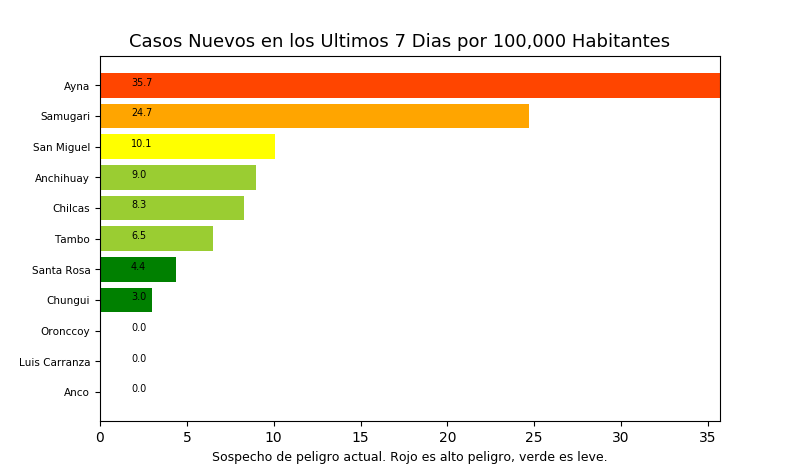 Casos Nuevos en los Ultimos 7 Dias por 100,000 Habitantes
Ayna 35.7
Samugari 24.7
San Miguel 10.1
Anchihuay 9.0
Chilcas 8.3
Tambo 6.5
Santa Rosa 4.4
Chungui 3.0
Oronccoy 0.0
Luis Carranza 0.0
Anco 0.0
0 5 10 15 20 25 30 35
Sospecho de peligro actual. Rojo es alto peligro, verde es leve.